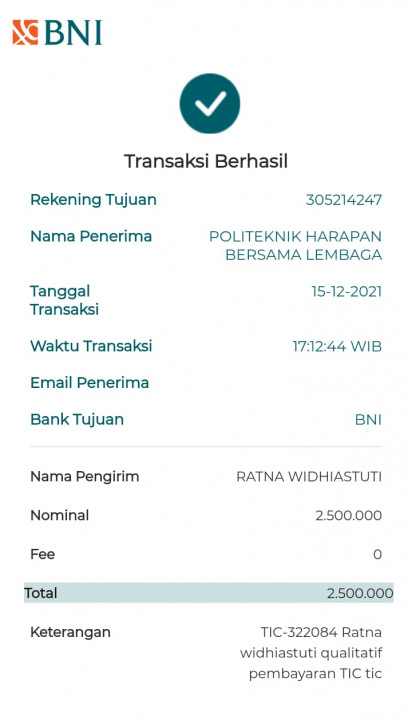 BNI
Transaksi Berhasil
Rekening Tujuan 305214247
Nama Penerima POLITEKNIK HARAPAN
BERSAMA LEMBAGA
Tanggal 15-12-2021
Transaksi
Waktu Transaksi 17:12:44 WIB
Email Penerima
Bank Tujuan BNI
Nama Pengirim RATNA WIDHIASTUTI
Nominal 2.500.000
Fee 0
Total 2.500.000
Keterangan TIC-322084 Ratna
widhiastuti qualitatif
pembayaran TIC tic